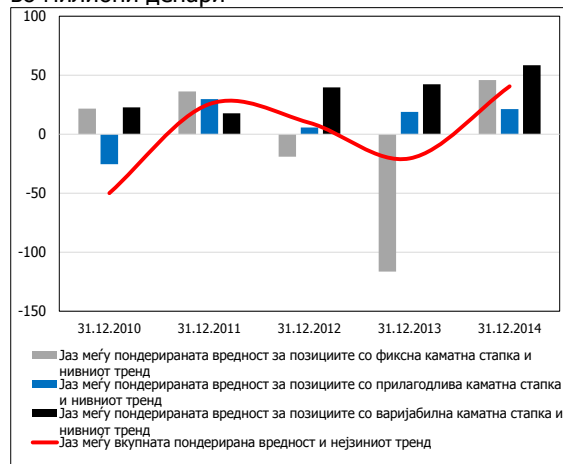 во милиони денари
100
50
0
-50
-100
-150
31.12.2010 31.12.2011 31.12.2012 31.12.2013 31.12.2014
Јаз меѓу пондерираната вредност за позициите со фиксна каматна стапка и
нивниот тренд
Јаз меѓу пондерираната вредност за позициите со прилагодлива каматна стапка
и нивниот тренд
Јаз меѓу пондерираната вредност за позициите со варијабилна каматна стапка и
нивниот тренд
Јаз меѓу вкупната пондерирана вредност и нејзиниот тренд